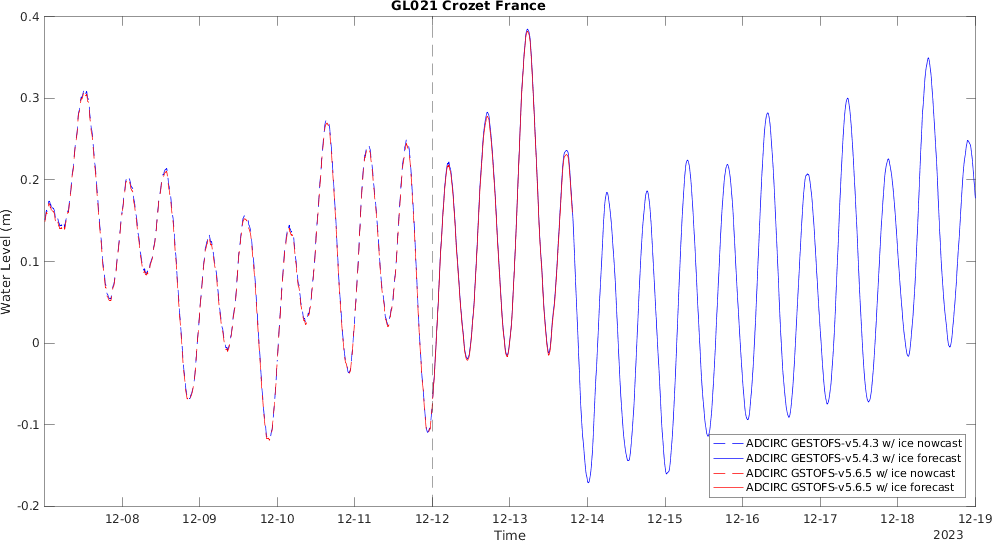 GL021 Crozet France
0.4
0.3
0.2
0.1
0
-0.1
-0.2
Water Level (m)
ADCIRC GESTOFS-v5.4.3 w/ ice nowcast
ADCIRC GESTOFS-v5.4.3 w/ ice forecast
ADCIRC GSTOFS-v5.6.5 w/ ice nowcast
ADCIRC GSTOFS-v5.6.5 w/ ice forecast
12-08 12-09 12-10 12-11 12-12 12-13 12-14 12-15 12-16 12-17 12-18 12-19
Time
2023